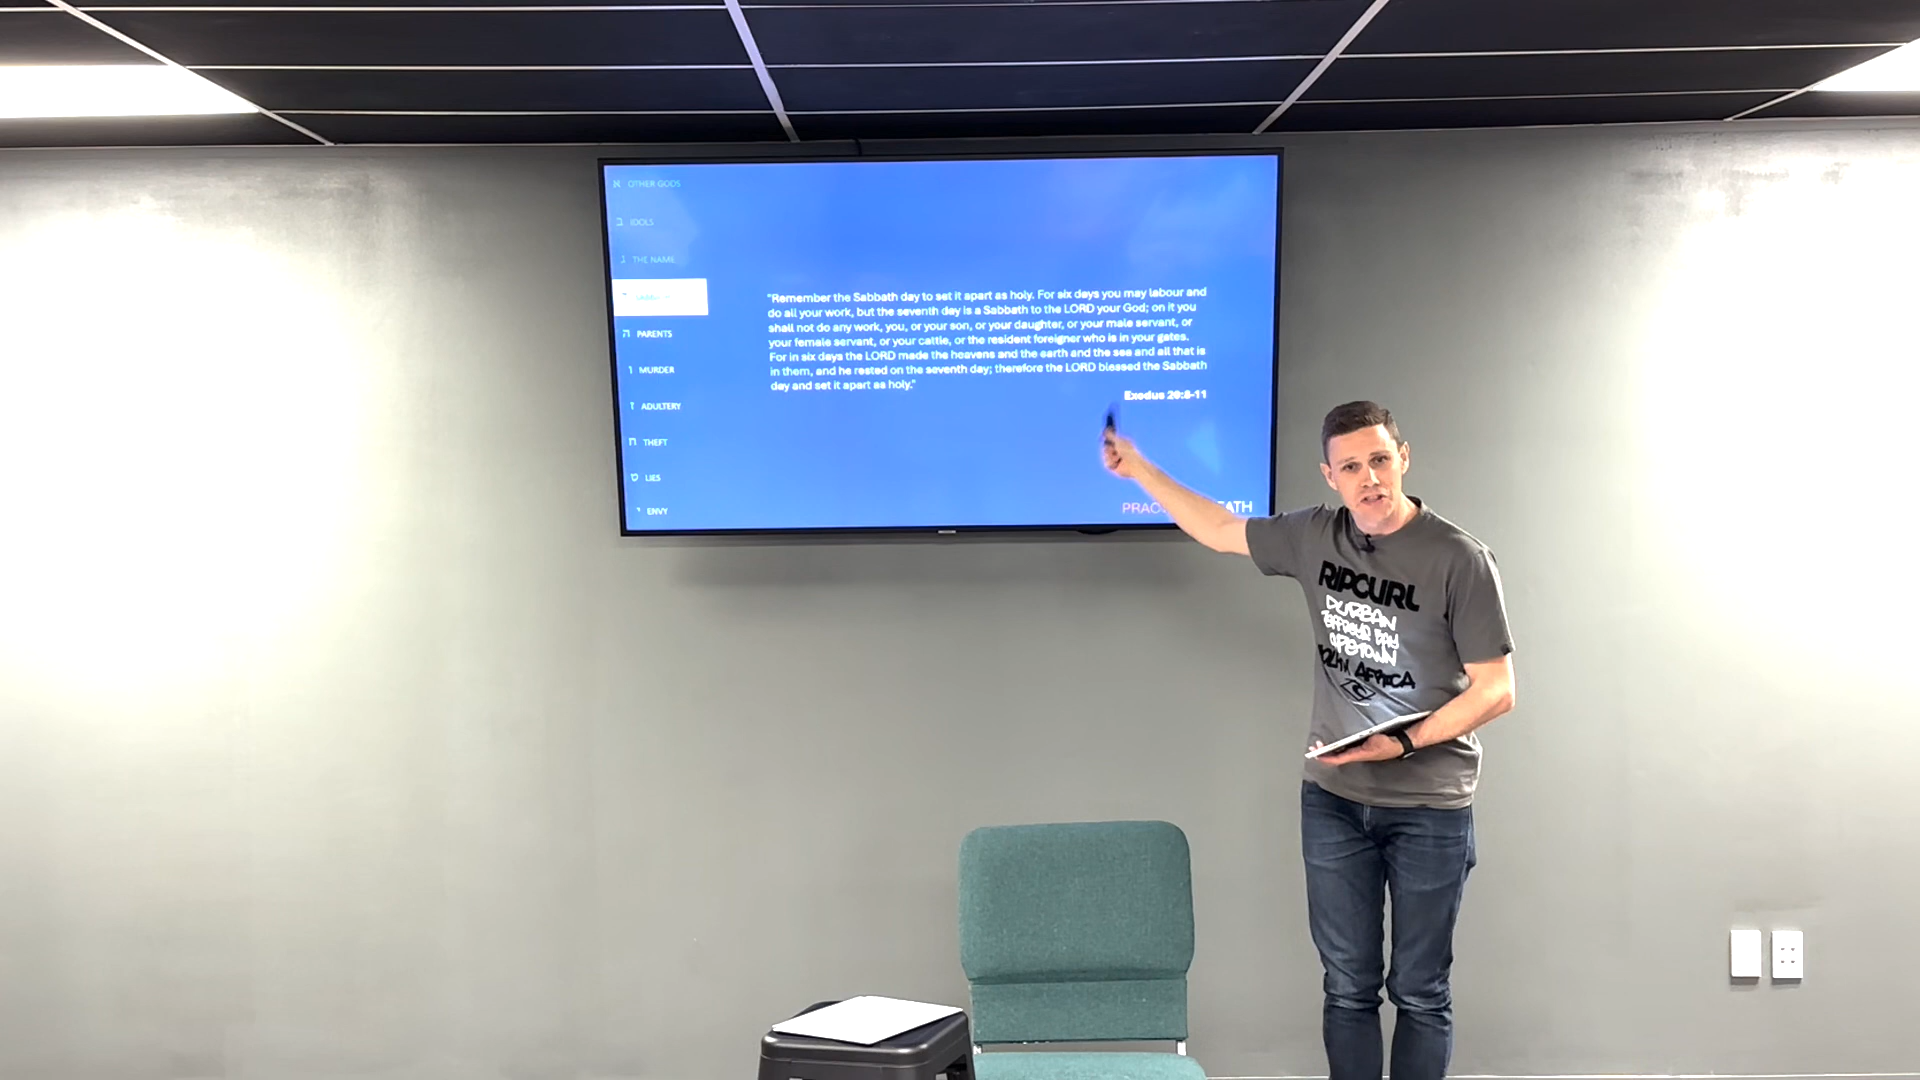 א OTHER GODS
ב IDOLS
ג THE NAME
ה PARENTS
ו MURDER
ז ADULTERY
ח THEFT
ט LIES
י ENVY
"Remember the Sabbath day to set it apart as holy. For six days you may labour and
do all your work, but the seventh day is a Sabbath to the LORD your God; on it you
shall not do any work, you, or your son, or your daughter, or your male servant, or
your female servant, or your cattle, or the resident foreigner who is in your gates.
For in six days the LORD made the heavens and the earth and the sea and all that is
in them, and he rested on the seventh day; therefore the LORD blessed the Sabbath
day and set it apart as holy."
Exodus 20:8-11
RIPCURL
DURBAN
JEFFREYS BAY
CAPETOWN
AFRICA